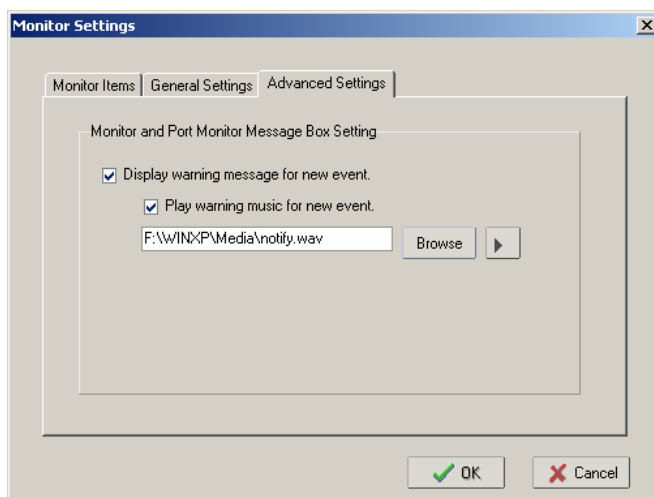 Monitor Settings
Monitor Items General Settings Advanced Settings
Monitor and Port Monitor Message Box Setting
Display warning message for new event.
Play warning music for new event.
F:\WINXP\Media\notify.wav Browse
OK Cancel